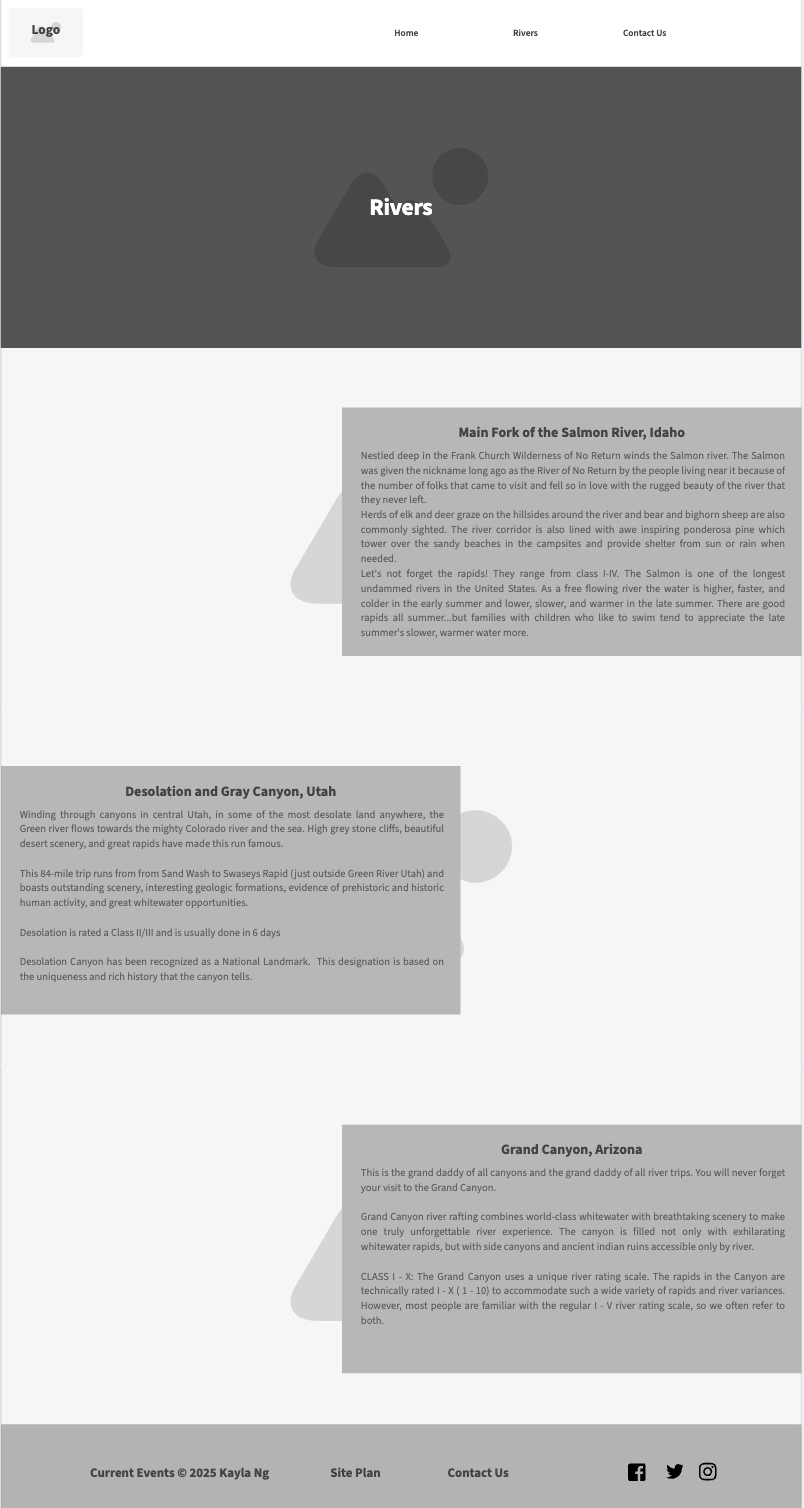 Logo
Home Rivers Contact Us
Rivers
Main Fork of the Salmon River, Idaho
Nestled deep in the Frank Church Wilderness of No Return winds the Salmon river. The Salmon
was given the nickname long ago as the River of No Return by the people living near it because of
the number of folks that came to visit and fell so in love with the rugged beauty of the river that
they never left.
Herds of elk and deer graze on the hillsides around the river and bear and bighorn sheep are also
commonly sighted. The river corridor is also lined with awe inspiring ponderosa pine which
tower over the sandy beaches in the campsites and provide shelter from sun or rain when
needed.
Let's not forget the rapids! They range from class I-IV. The Salmon is one of the longest
undammed rivers in the United States. As a free flowing river the water is higher, faster, and
colder in the early summer and lower, slower, and warmer in the late summer. There are good
rapids all summer...but families with children who like to swim tend to appreciate the late
summer's slower, warmer water more.
Desolation and Gray Canyon, Utah
Winding through canyons in central Utah, in some of the most desolate land anywhere, the
Green river flows towards the mighty Colorado river and the sea. High grey stone cliffs, beautiful
desert scenery, and great rapids have made this run famous.
This 84-mile trip runs from from Sand Wash to Swaseys Rapid (just outside Green River Utah) and
boasts outstanding scenery, interesting geologic formations, evidence of prehistoric and historic
human activity, and great whitewater opportunities.
Desolation is rated a Class II/III and is usually done in 6 days
Desolation Canyon has been recognized as a National Landmark. This designation is based on
the uniqueness and rich history that the canyon tells.
Grand Canyon, Arizona
This is the grand daddy of all canyons and the grand daddy of all river trips. You will never forget
your visit to the Grand Canyon.
Grand Canyon river rafting combines world-class whitewater with breathtaking scenery to make
one truly unforgettable river experience. The canyon is filled not only with exhilarating
whitewater rapids, but with side canyons and ancient indian ruins accessible only by river.
CLASS I - X: The Grand Canyon uses a unique river rating scale. The rapids in the Canyon are
technically rated I - X ( 1 - 10) to accommodate such a wide variety of rapids and river variances.
However, most people are familiar with the regular I - V river rating scale, so we often refer to
both.
Current Events © 2025 Kayla Ng Site Plan Contact Us